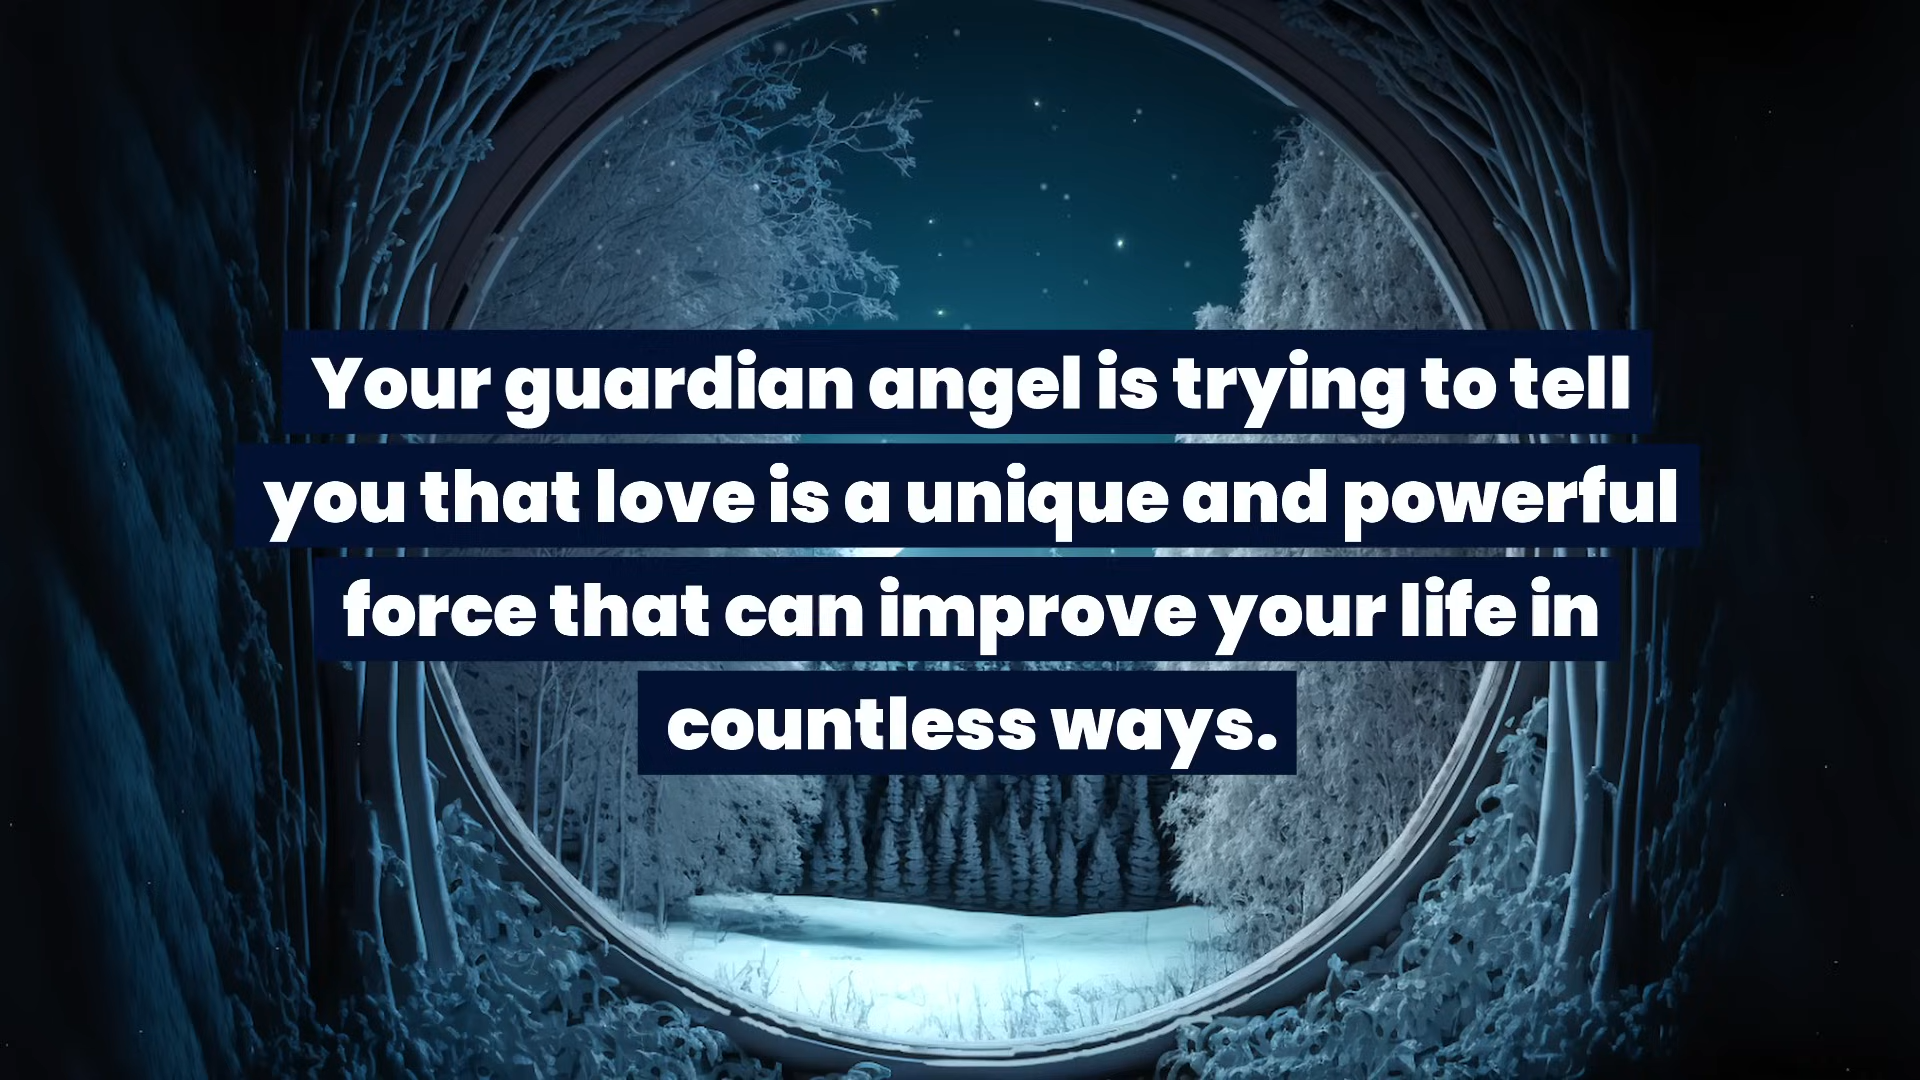 Your guardian angel is trying to tell
you that love is a unique and powerful
force that can improve your life in
countless ways.